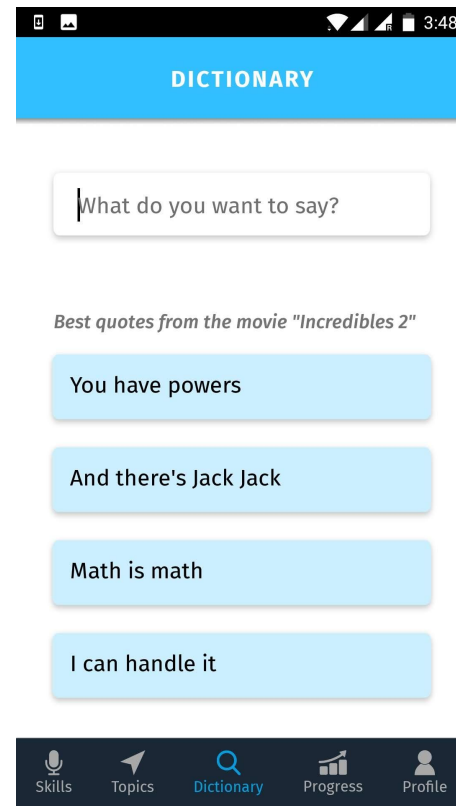 3:48
DICTIONARY
What do you want to say?
Best quotes from the movie "Incredibles 2"
You have powers
And there's Jack Jack
Math is math
I can handle it
Skills Topics Dictionary Progress Profile